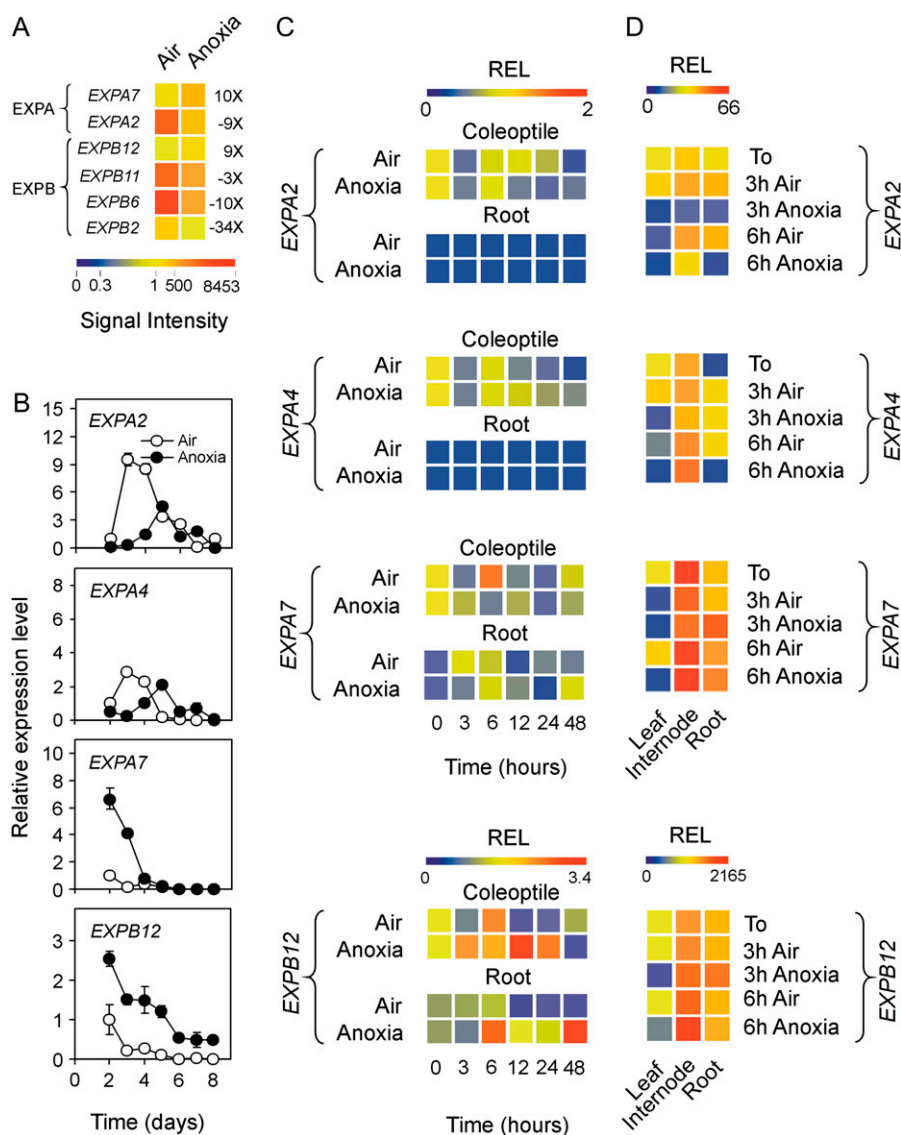 A
Air Anoxia
EXPA
EXPA7 10X
EXPA2 -9X
EXPB
EXPB12 9X
EXPB11 -3X
EXPB6 -10X
EXPB2 -34X
0 0.3 1 500 8453
Signal Intensity
B
Relative expression level
EXPA2
Air
Anoxia
15
12
9
6
3
0
EXPA4
8
6
4
2
0
EXPA7
10
8
6
4
2
0
EXPB12
3
2
1
0
2 4 6 8
Time (days)
C
REL
0 2
EXPA2
Coleoptile
Air
Anoxia
Root
Air
Anoxia
EXPA4
Coleoptile
Air
Anoxia
Root
Air
Anoxia
EXPA7
Coleoptile
Air
Anoxia
Root
Air
Anoxia
0 3 6 12 24 48
Time (hours)
REL
0 3.4
EXPB12
Coleoptile
Air
Anoxia
Root
Air
Anoxia
0 3 6 12 24 48
Time (hours)
D
REL
0 66
To
3h Air
3h Anoxia
6h Air
6h Anoxia
EXPA2
To
3h Air
3h Anoxia
6h Air
6h Anoxia
EXPA4
To
3h Air
3h Anoxia
6h Air
6h Anoxia
EXPA7
Leaf
Internode
Root
REL
0 2165
To
3h Air
3h Anoxia
6h Air
6h Anoxia
EXPB12
Leaf
Internode
Root